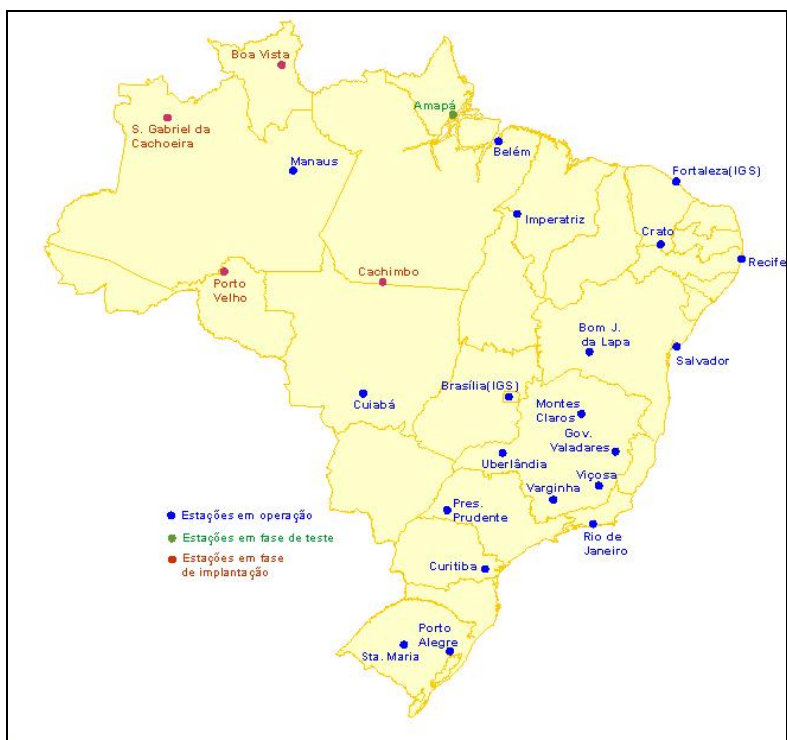 Boa Vista
Amapá
S. Gabriel da
Cachoeira
Manaus
Belém
Fortaleza(IGS)
Imperatriz
Crato
Recife
Cachimbo
Porto
Velho
Bom J.
da Lapa
Salvador
Brasília(IGS)
Cuiabá
Montes
Claros
Gov.
Valadares
Uberlândia
Viçosa
Varginha
Pres.
Prudente
Rio de
Janeiro
Estações em operação
Estações em fase de teste
Estações em fase
de implantação
Curitiba
Porto
Alegre
Sta. Maria